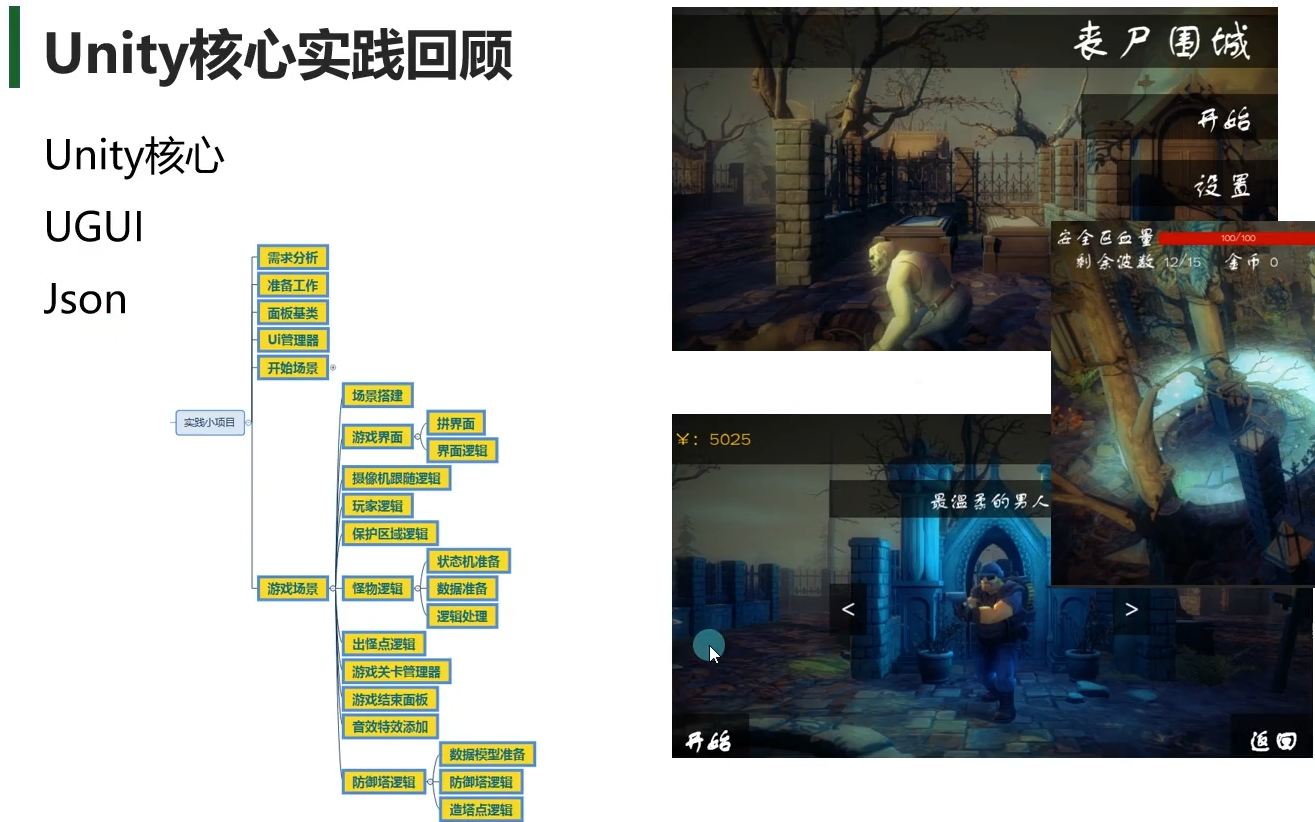 Unity核心实践回顾
Unity核心
UGUI
Json
实践小项目
需求分析
准备工作
面板基类
Ui管理器
开始场景
游戏场景
场景搭建
游戏界面
拼界面
界面逻辑
摄像机跟随逻辑
玩家逻辑
保护区域逻辑
怪物逻辑
状态机准备
数据准备
逻辑处理
出怪点逻辑
游戏关卡管理器
游戏结束面板
音效特效添加
防御塔逻辑
数据模型准备
防御塔逻辑
造塔点逻辑
丧尸围城
开始
设置
安全区血量 100/100
剩余波数 12/15 金币 0
¥: 5025
最温柔的男人
< >
开始
返回